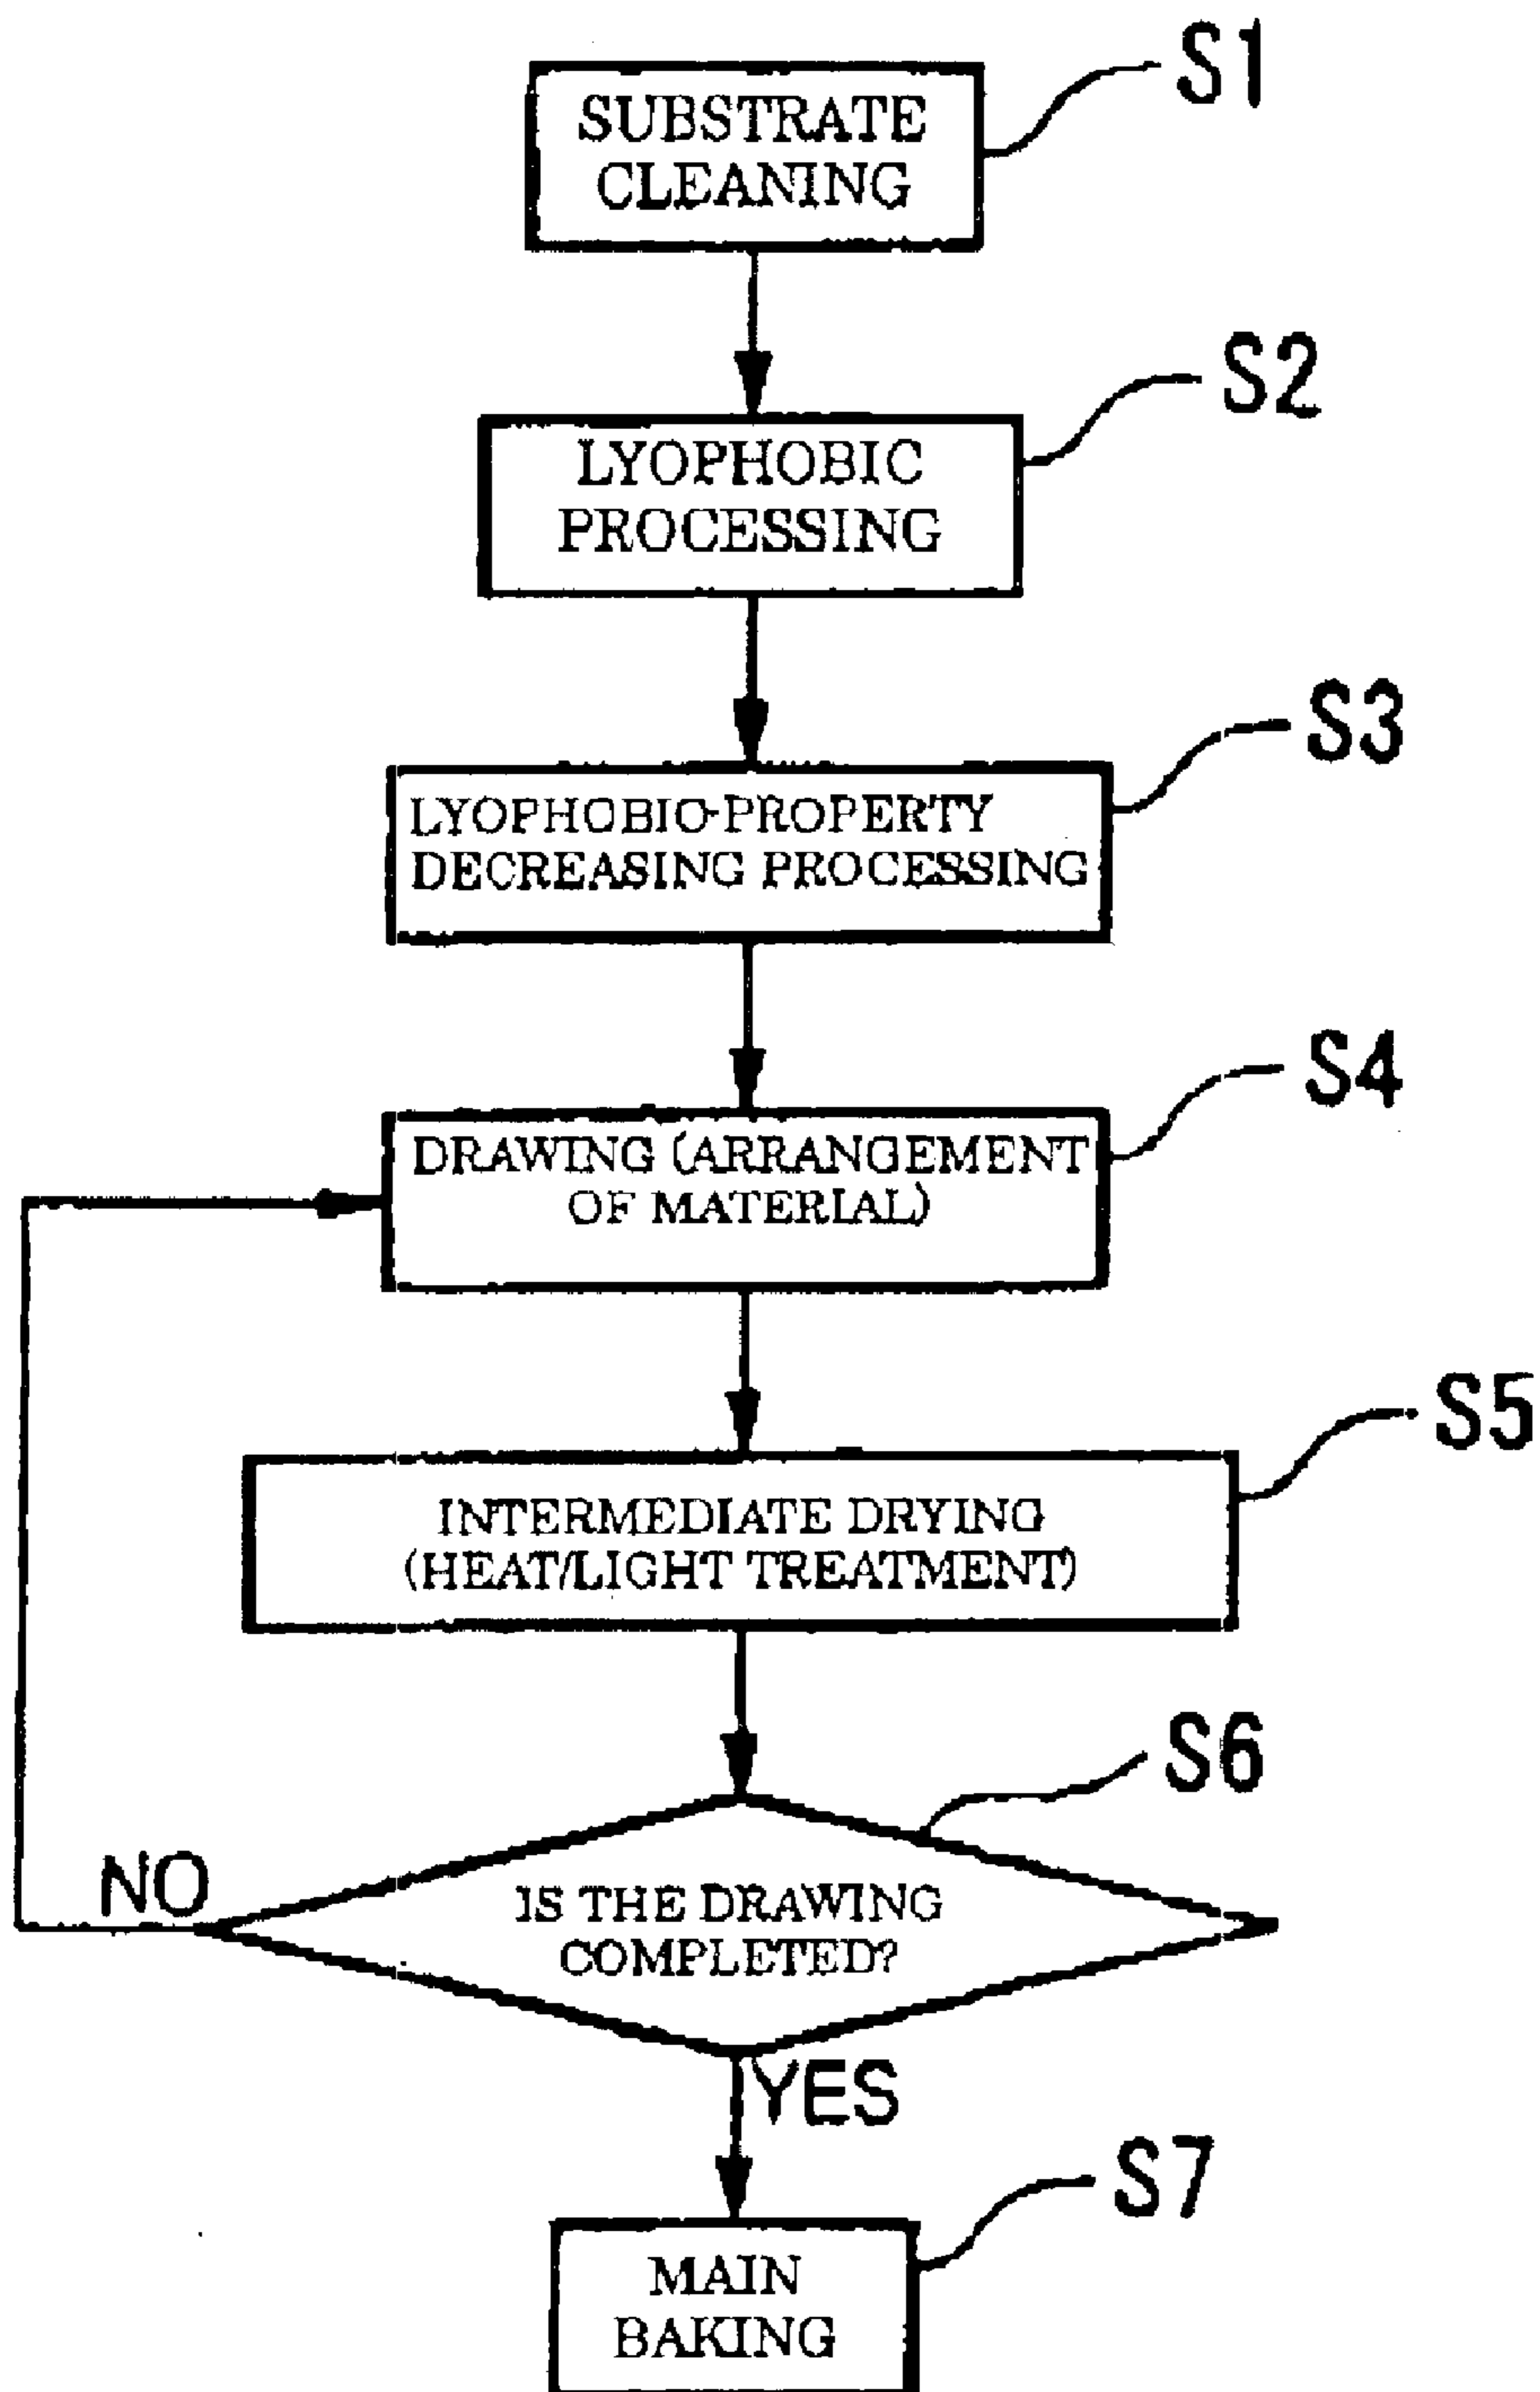 S1
SUBSTRATE
CLEANING
S2
LYOPHOBIC
PROCESSING
S3
LYOPHOBIO-PROPERTY
DECREASING PROCESSING
S4
DRAWING (ARRANGEMENT
OF MATERIAL)
S5
INTERMEDIATE DRYING
(HEAT/LIGHT TREATMENT)
S6
NO
IS THE DRAWING
COMPLETED?
YES
S7
MAIN
BAKING